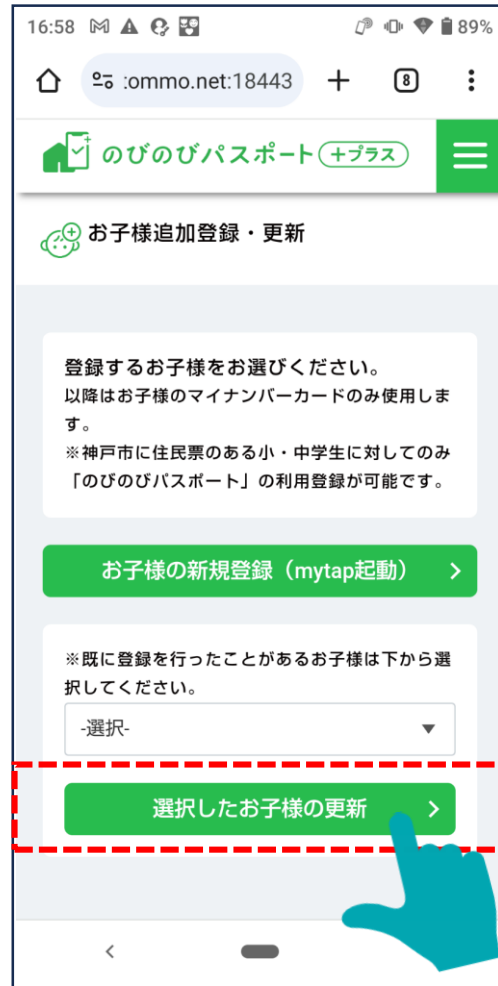 16:58 89%
:ommo.net:18443 8
のびのびパスポート +プラス
お子様追加登録・更新
登録するお子様をお選びください。
以降はお子様のマイナンバーカードのみ使用しま
す。
※神戸市に住民票のある小・中学生に対してのみ
「のびのびパスポート」の利用登録が可能です。
お子様の新規登録（mytap起動）
※既に登録を行ったことがあるお子様は下から選
択してください。
-選択-
選択したお子様の更新